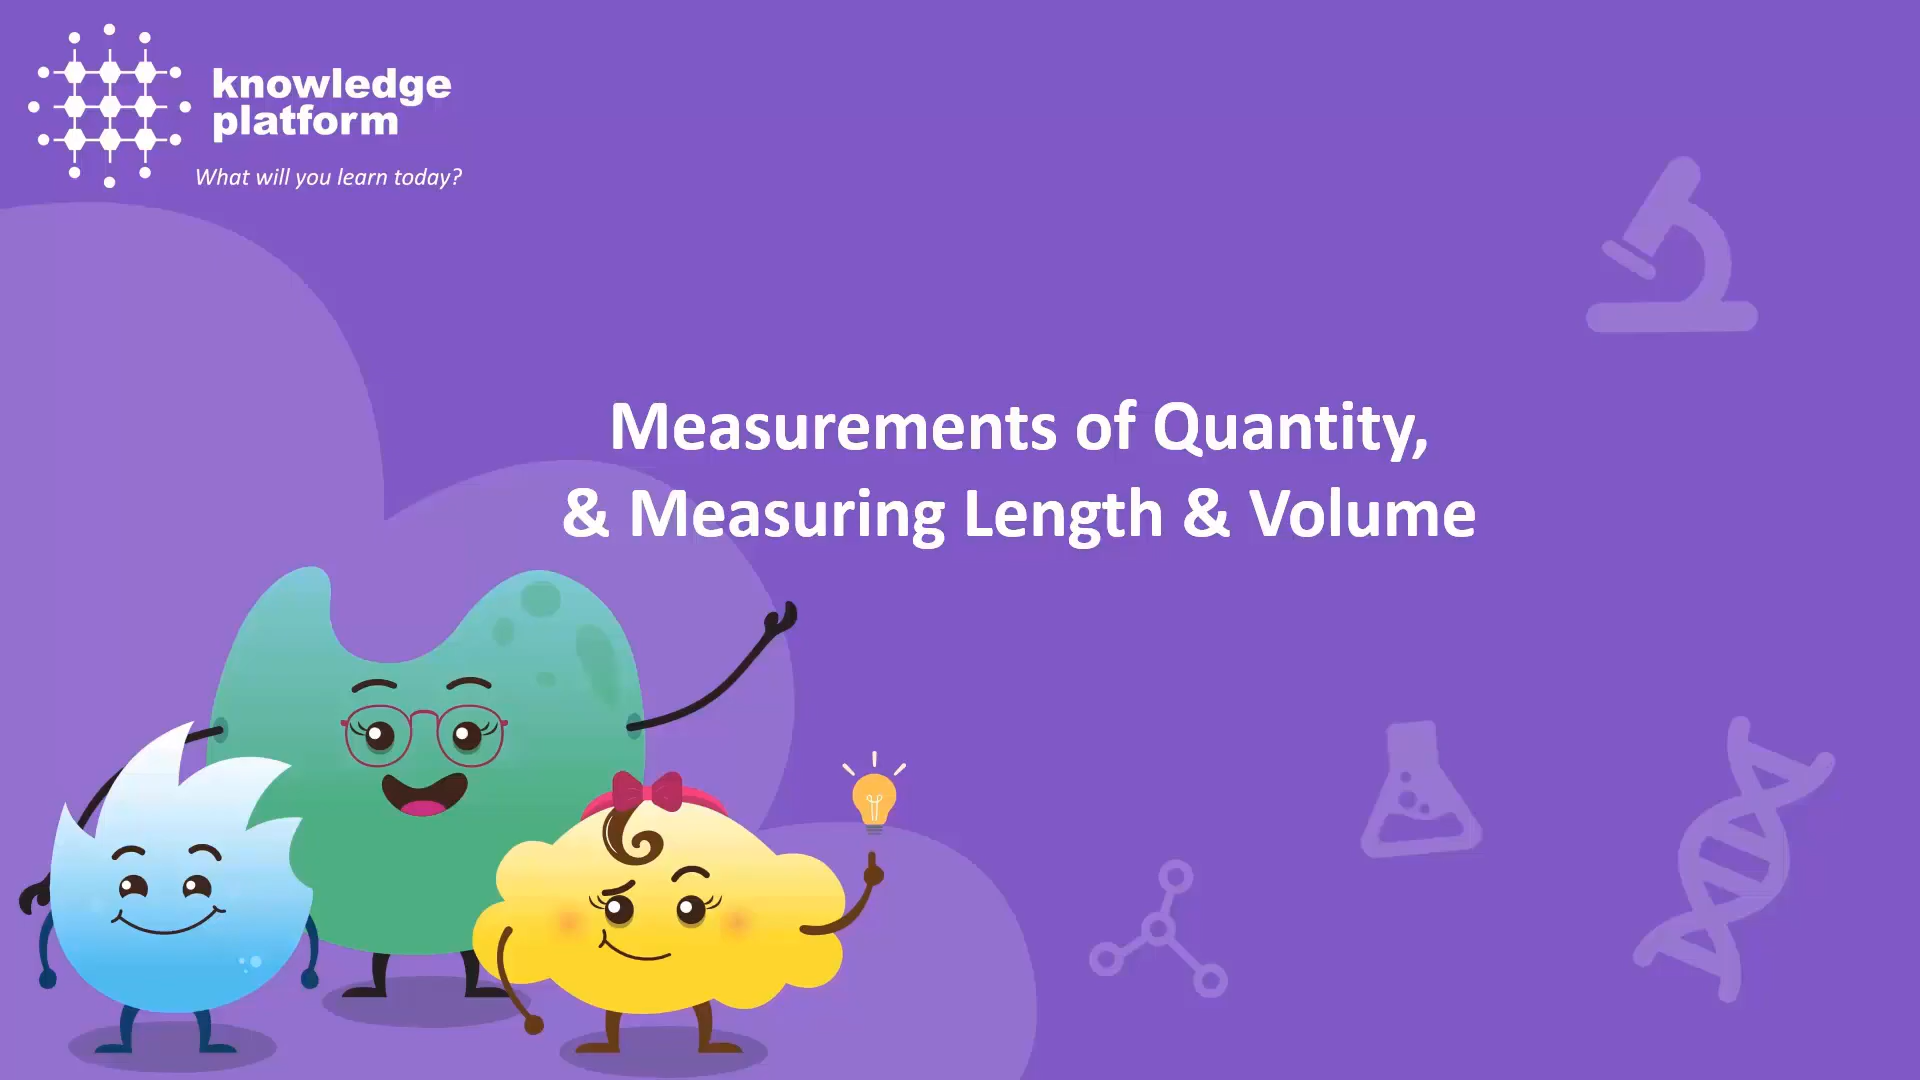 knowledge
platform
What will you learn today?
Measurements of Quantity,
& Measuring Length & Volume